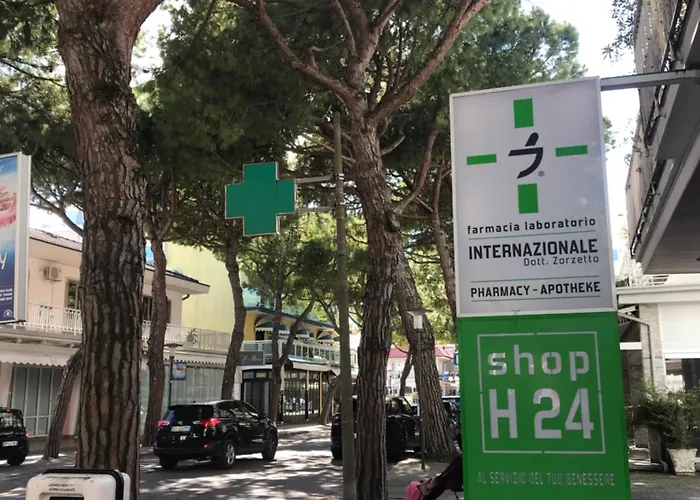 farmacia laboratorio
INTERNAZIONALE
Dott. Zorzetto
PHARMACY - APOTHEKE
shop
H 24
AL SERVIZIO DEL TUO BENESSERE
®